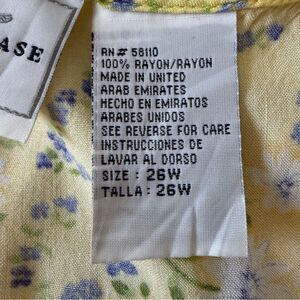 ASE
RN# 58110
100% RAYON/RAYON
MADE IN UNITED
ARAB EMIRATES
HECHO EN EMIRATOS
ARABES UNIDOS
SEE REVERSE FOR CARE
INSTRUCCIONES DE
LAVAR AL DORSO
SIZE : 26W
TALLA : 26W